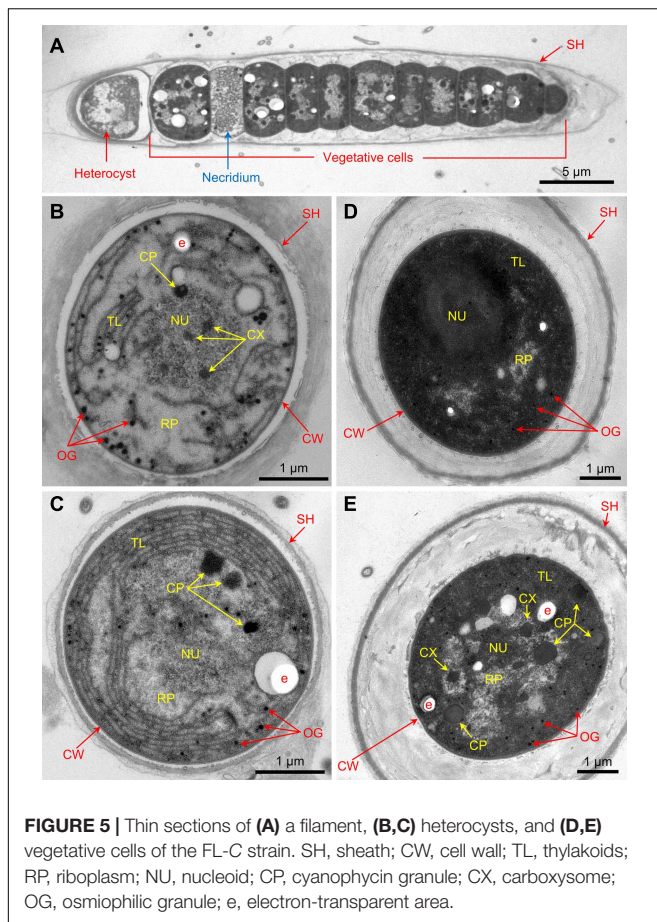 A
SH
Heterocyst
Necridium
Vegetative cells
5 µm
B
SH
e
CP
TL
NU
CX
RP
OG
CW
1 µm
D
SH
TL
NU
RP
CW
OG
1 µm
C
SH
TL
CP
NU
RP
e
CW
OG
1 µm
E
SH
TL
CX
e
CP
NU
CX
RP
e
CP
CW
OG
1 µm
FIGURE 5 | Thin sections of (A) a filament, (B,C) heterocysts, and (D,E)
vegetative cells of the FL-C strain. SH, sheath; CW, cell wall; TL, thylakoids;
RP, riboplasm; NU, nucleoid; CP, cyanophycin granule; CX, carboxysome;
OG, osmiophilic granule; e, electron-transparent area.